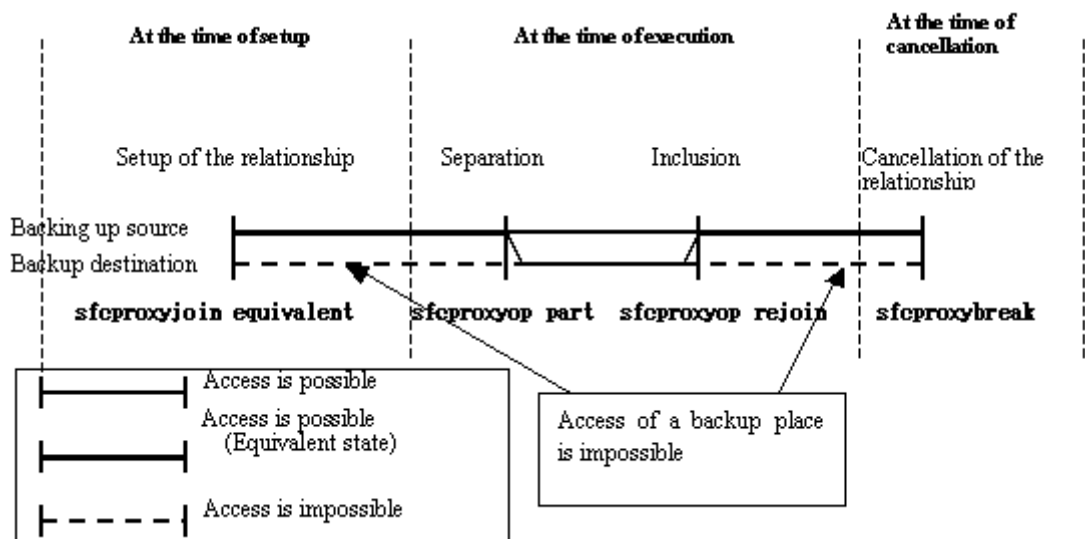 At the time of setup
At the time of execution
At the time of
cancellation
Setup of the relationship
Separation
Inclusion
Cancellation of the
relationship
Backing up source
Backup destination
sfcproxyjoin equivalent
sfcproxyop part
sfcproxyop rejoin
sfcproxybreak
Access is possible
Access is possible
(Equivalent state)
Access is impossible
Access of a backup place
is impossible